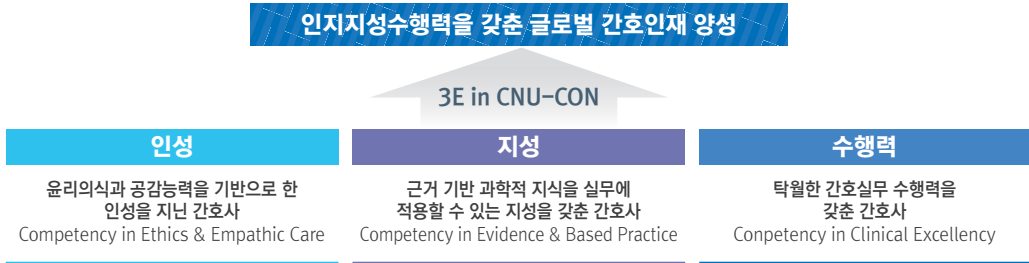 인지지성수행력을 갖춘 글로벌 간호인재 양성
3E in CNU-CON
인성
윤리의식과 공감능력을 기반으로 한
인성을 지닌 간호사
Competency in Ethics & Empathic Care
지성
근거 기반 과학적 지식을 실무에
적용할 수 있는 지성을 갖춘 간호사
Competency in Evidence & Based Practice
수행력
탁월한 간호실무 수행력을
갖춘 간호사
Conpetency in Clinical Excellency